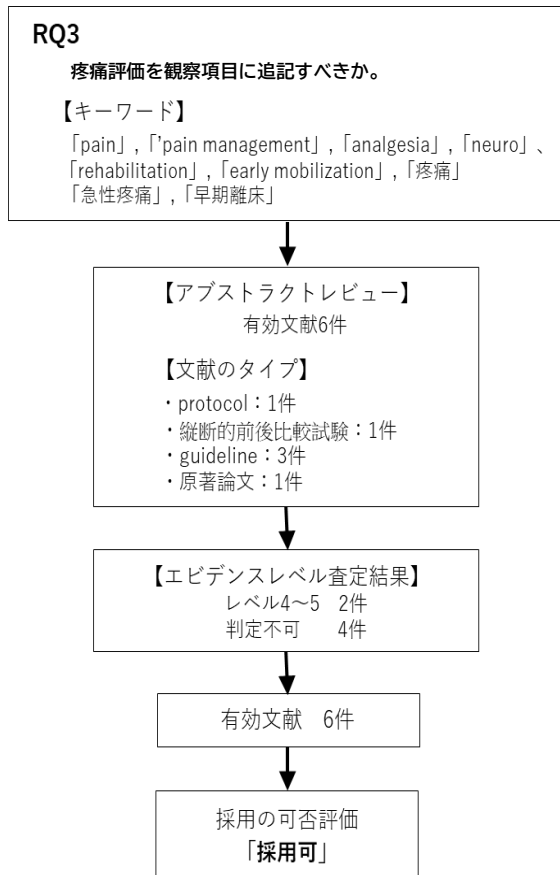 RQ3
疼痛評価を観察項目に追記すべきか。
【キーワード】
「pain」,「'pain management」,「analgesia」,「neuro」、
「rehabilitation」,「early mobilization」,「疼痛」
「急性疼痛」,「早期離床」
【アブストラクトレビュー】
有効文献6件
【文献のタイプ】
・protocol：1件
・縦断的前後比較試験：1件
・guideline：3件
・原著論文：1件
【エビデンスレベル査定結果】
レベル4～5　2件
判定不可　　4件
有効文献　6件
採用の可否評価
「採用可」